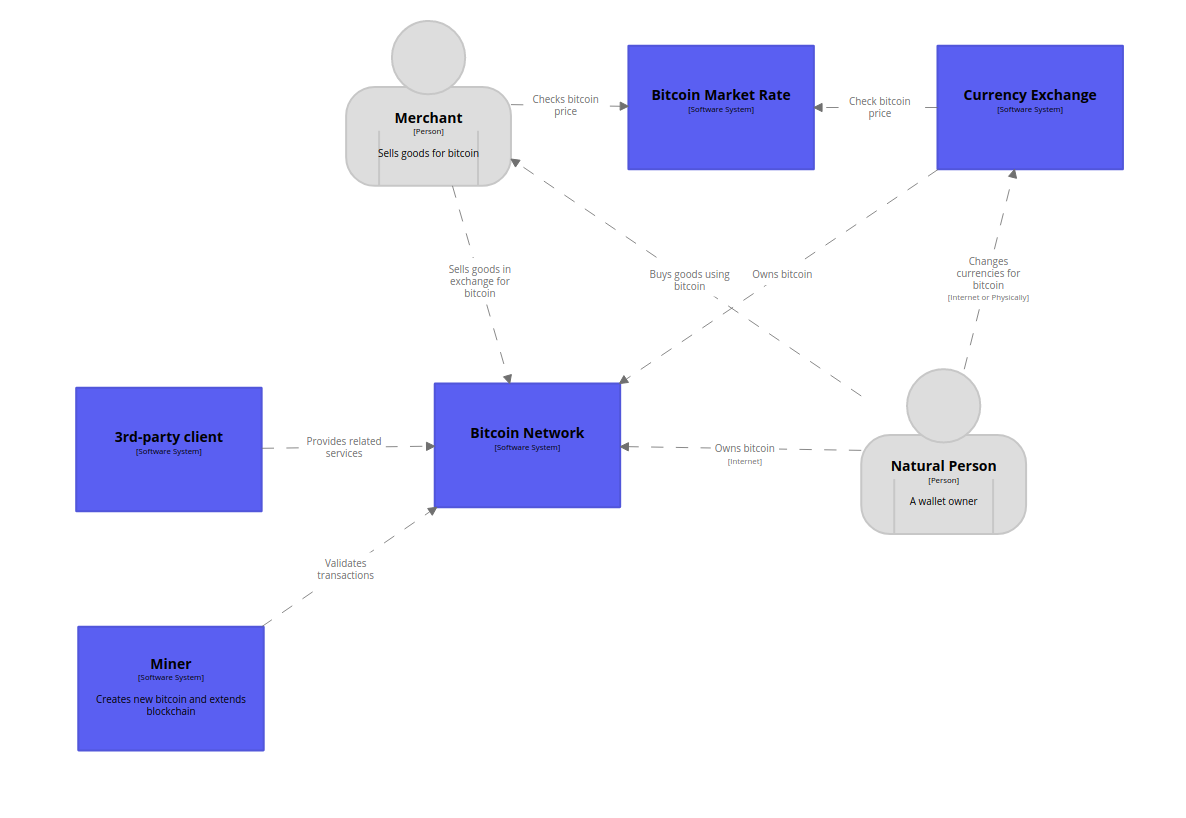 Merchant
[Person]
Sells goods for bitcoin
Checks bitcoin
price
Bitcoin Market Rate
[Software System]
Check bitcoin
price
Currency Exchange
[Software System]
Sells goods in
exchange for
bitcoin
Buys goods using
bitcoin
Owns bitcoin
Changes
currencies for
bitcoin
[Internet or Physically]
3rd-party client
[Software System]
Provides related
services
Bitcoin Network
[Software System]
Owns bitcoin
[Internet]
Natural Person
[Person]
A wallet owner
Validates
transactions
Miner
[Software System]
Creates new bitcoin and extends
blockchain